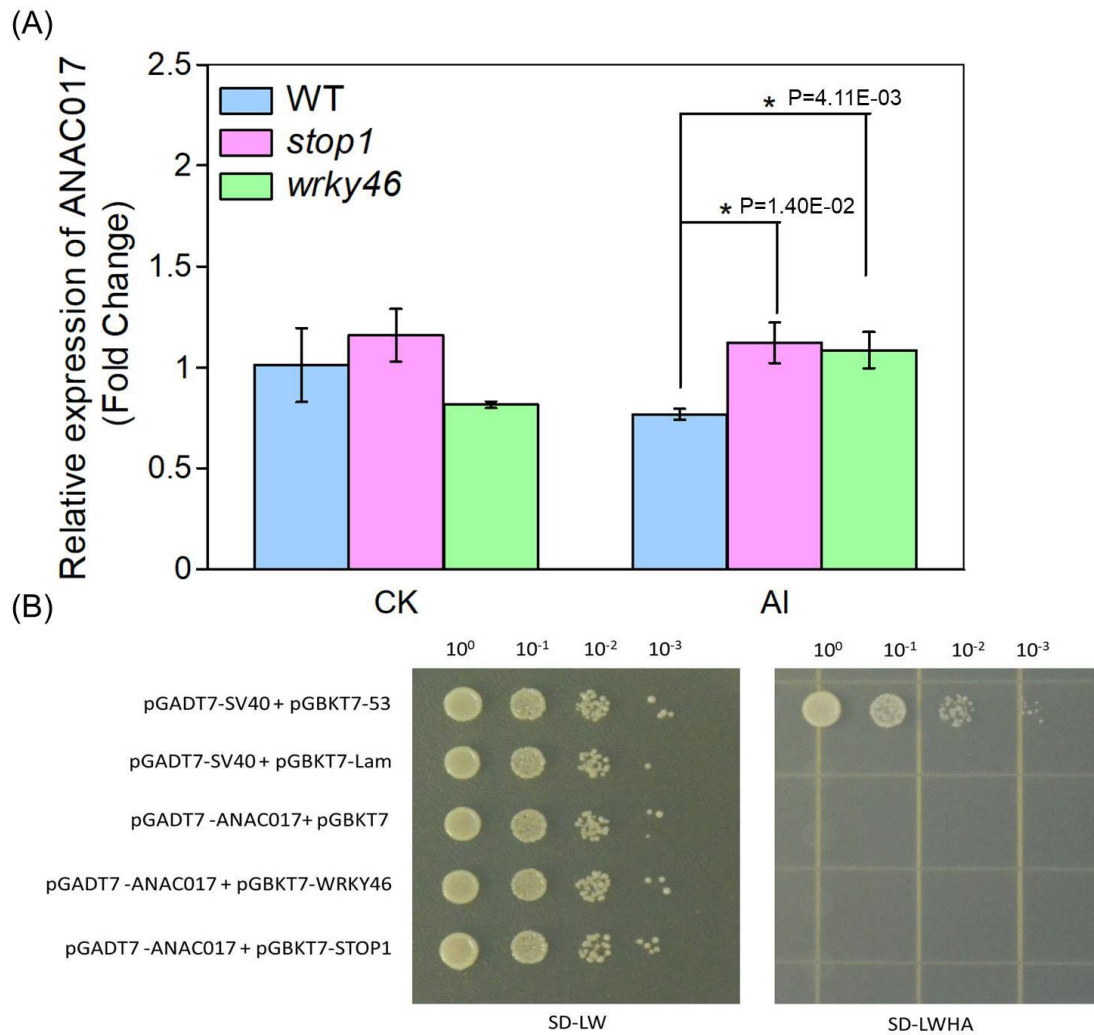 (A)
Relative expression of ANAC017
(Fold Change)
2.5
2
1.5
1
0.5
0
WT
stop1
wrky46
* P=4.11E-03
* P=1.40E-02
CK
Al
(B)
10⁰ 10⁻¹ 10⁻² 10⁻³
10⁰ 10⁻¹ 10⁻² 10⁻³
pGADT7-SV40 + pGBKT7-53
pGADT7-SV40 + pGBKT7-Lam
pGADT7 -ANAC017+ pGBKT7
pGADT7 -ANAC017 + pGBKT7-WRKY46
pGADT7 -ANAC017 + pGBKT7-STOP1
SD-LW
SD-LWHA